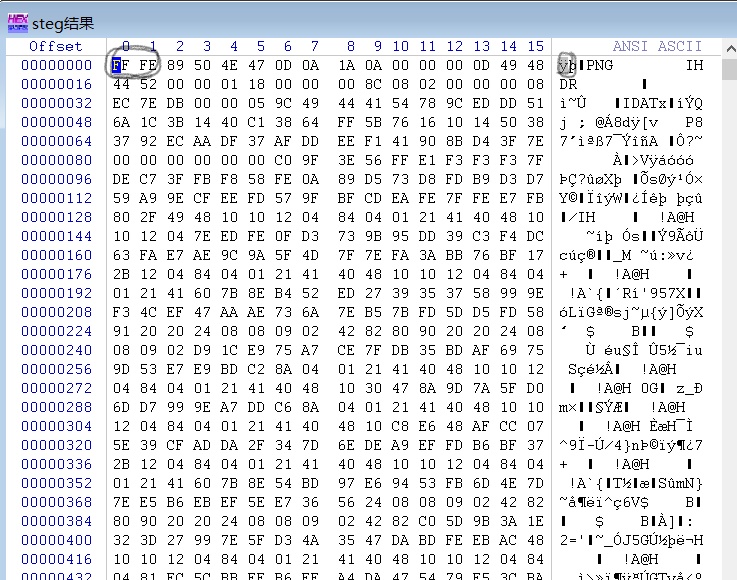 HEX steg结果
Offset 0 1 2 3 4 5 6 7 8 9 10 11 12 13 14 15 ANSI ASCII
00000000 FF FE 89 50 4E 47 0D 0A 1A 0A 00 00 00 0D 49 48 ÿþ‰PNG IH
00000016 44 52 00 00 01 18 00 00 00 8C 08 02 00 00 00 08 DR
00000032 EC 7E DB 00 00 05 9C 49 44 41 54 78 9C ED DD 51 ì~Û IDATx íÝQ
00000048 6A 1C 3B 14 40 C1 38 64 FF 5B 76 16 10 14 50 38 j ; @Á8dÿ[v P8
00000064 37 92 EC AA DF 37 AF DD EE F1 41 90 8B D4 3F 7E 7’ìªß7¯ÝîñA Ô?~
00000080 00 00 00 00 00 00 C0 9F 3E 56 FF E1 F3 F3 F3 7F À >Vÿáóóó
00000096 DE C7 3F FB F8 58 FE 0A 89 D5 73 D8 FD B9 D3 D7 ÞÇ?ûøXþ ÕsØý¹Ó×
00000112 59 A9 9E CF EE FD 57 9F BF CD EA FE 7F FE E7 FB Y© ÏîýW ¿Íêþ þçû
00000128 80 2F 49 48 10 10 12 04 84 04 01 21 41 40 48 10 /IH !A@H
00000144 10 12 04 7E ED FE 0F D3 73 9B 95 DD 39 C3 F4 DC ~íþ Ós Ý9ÃôÜ
00000160 63 FA E7 AE 9C 9A 5F 4D 7F 7E FA 3A BB 76 BF 17 cúç® _M ~ú:»v¿
00000176 2B 12 04 84 04 01 21 41 40 48 10 10 12 04 84 04 + !A@H
00000192 01 21 41 60 7B 8E B4 52 ED 27 39 35 37 58 99 9E !A`{ ´Rí'957X
00000208 F3 4C EF 47 AA AE 73 6A 7E B5 7B FD 5D D5 FD 58 óLïGª®sj~µ{ý]ÕýX
00000224 91 20 20 24 08 08 09 02 42 82 80 90 20 20 24 08 ‘ $ B $
00000240 08 09 02 D9 1C E9 75 A7 CE 7F DB 35 BD AF 69 75 Ù éu§Î Û5½¯iu
00000256 9D 53 E7 E9 BD C2 8A 04 01 21 41 40 48 10 10 12 Sçé½Â !A@H
00000272 04 84 04 01 21 41 40 48 10 30 47 8A 9D 7A 5F D0 !A@H 0G z_Ð
00000288 6D D7 99 9E A7 DD C6 8A 04 01 21 41 40 48 10 10 m× §ÝÆ !A@H
00000304 12 04 84 04 01 21 41 40 48 10 C8 E6 48 AF CC 07 !A@H ÈæH¯Ì
00000320 5E 39 CF AD DA 2F 34 7D 6E DE A9 EF FD B6 BF 37 ^9Ï-Ú/4}nÞ©ïý¶¿7
00000336 2B 12 04 84 04 01 21 41 40 48 10 10 12 04 84 04 + !A@H
00000352 01 21 41 60 7B 8E 54 BD 97 E6 94 53 FB 6D 4E 7D !A`{ T½ æ SûmN}
00000368 7E E5 B6 EB EF 5E E7 36 56 24 08 08 09 02 42 82 ~å¶ëï^ç6V$ B
00000384 80 90 20 20 24 08 08 09 02 42 82 C0 5D 9B 3A 1E $ B À] :
00000400 32 3D 27 99 7E 5F D3 4A 35 47 DA BD FE EB AC 48 2=' ~_ÓJ5GÚ½þë¬H
00000416 10 10 12 04 84 04 01 21 41 40 48 10 10 12 04 84 !A@H